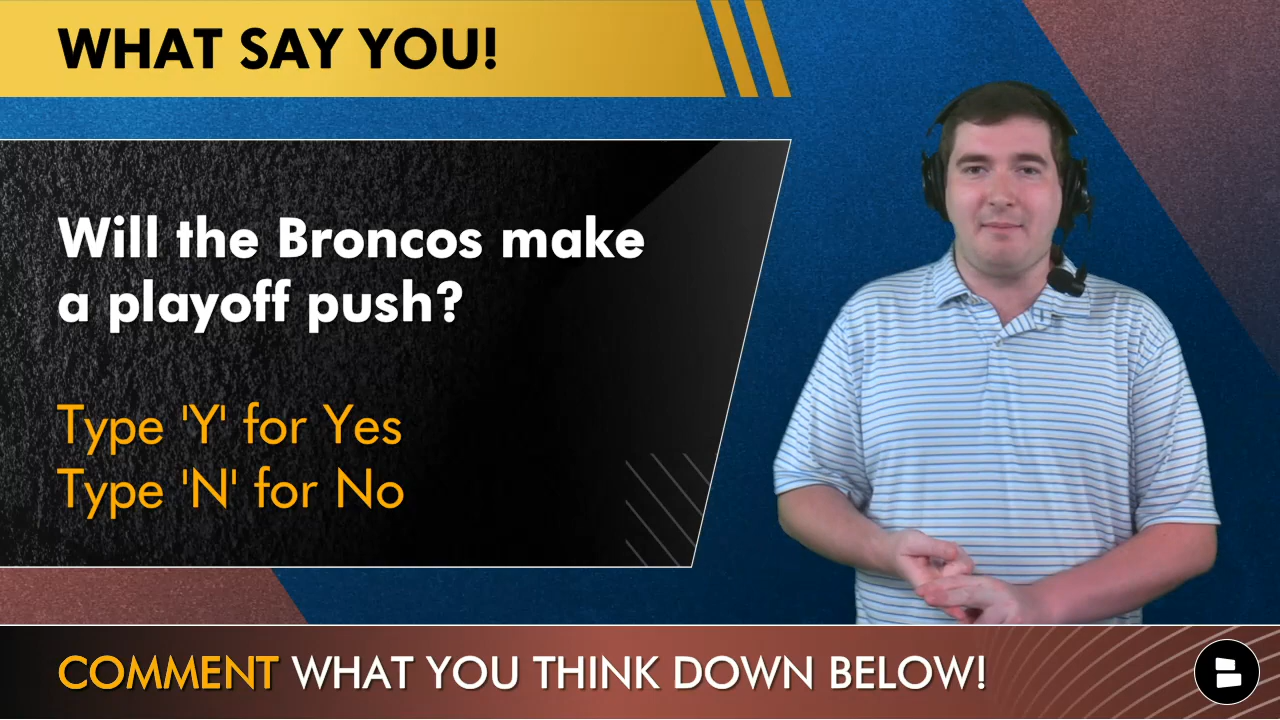 WHAT SAY YOU!
Will the Broncos make
a playoff push?
Type 'Y' for Yes
Type 'N' for No
COMMENT WHAT YOU THINK DOWN BELOW!